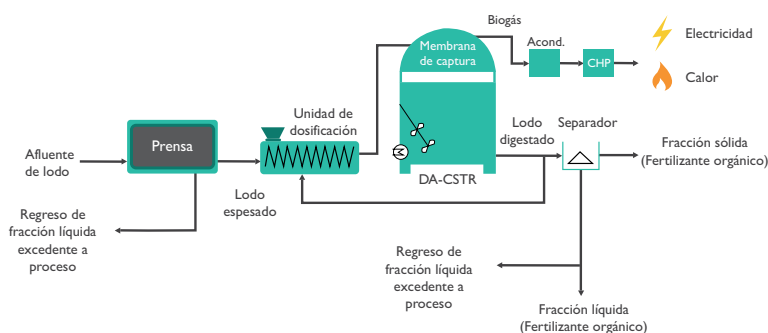 Biogás
Electricidad
Membrana
de captura
Acond.
CHP
Calor
Unidad de
dosificación
Lodo
digestado
Separador
Prensa
Afluente
de lodo
Fracción sólida
(Fertilizante orgánico)
M
DA-CSTR
Lodo
espesado
Regreso de
fracción líquida
excedente a
proceso
Regreso de
fracción líquida
excedente a
proceso
Fracción líquida
(Fertilizante orgánico)